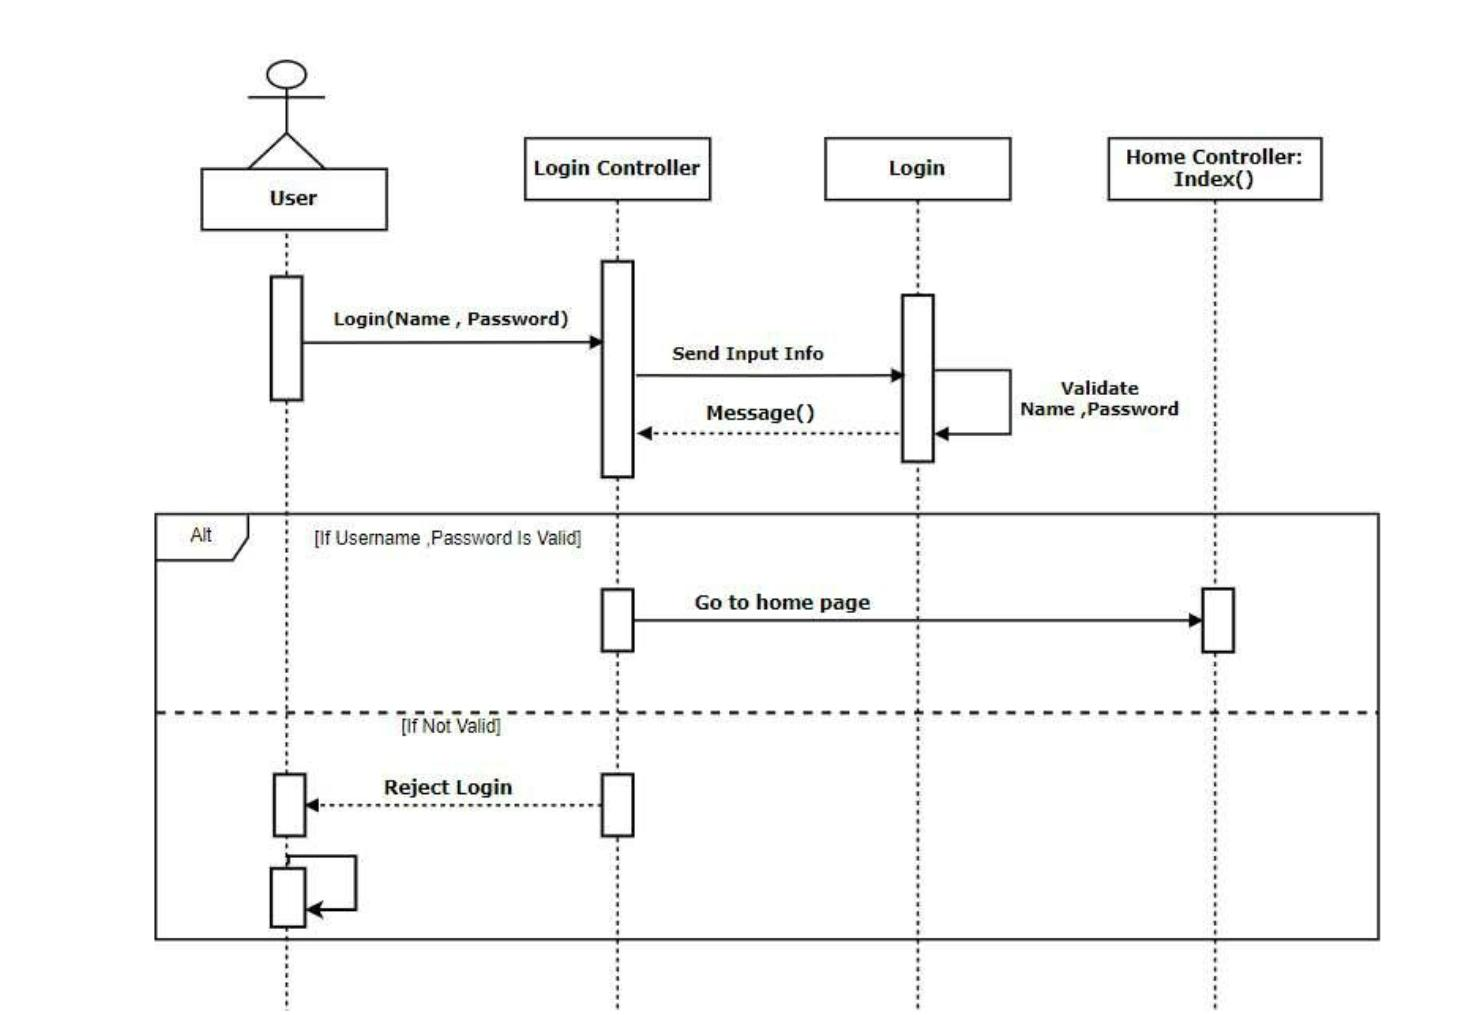 User
Login Controller
Login
Home Controller:
Index()
Login(Name , Password)
Send Input Info
Validate
Name ,Password
Message()
Alt
[If Username ,Password Is Valid]
Go to home page
[If Not Valid]
Reject Login